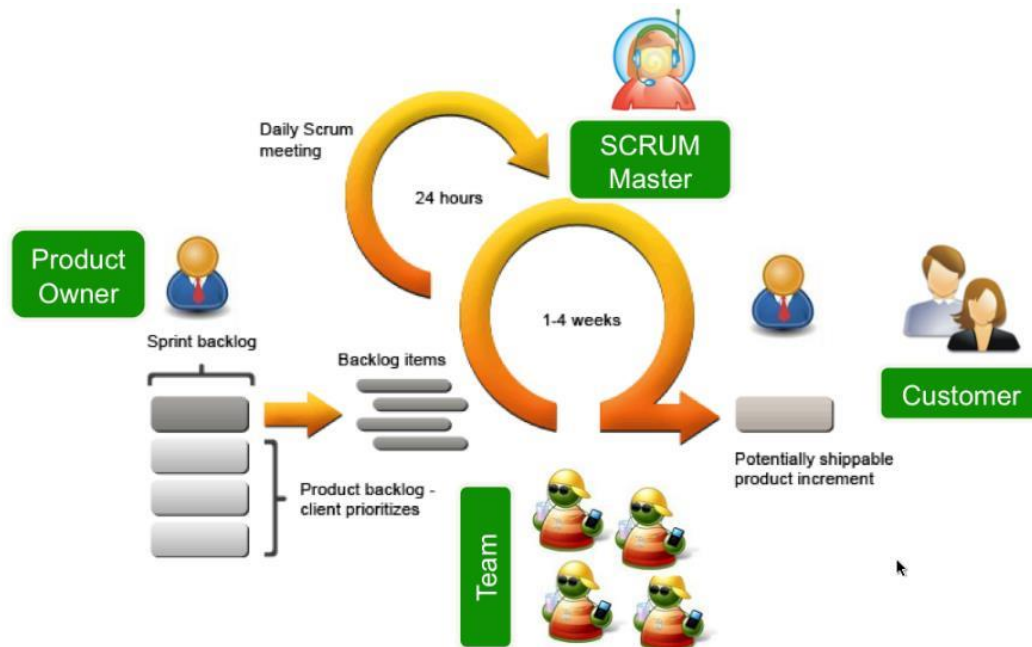 Daily Scrum
meeting
24 hours
SCRUM
Master
Product
Owner
1-4 weeks
Sprint backlog
Backlog items
Customer
Product backlog -
client prioritizes
Potentially shippable
product increment
Team